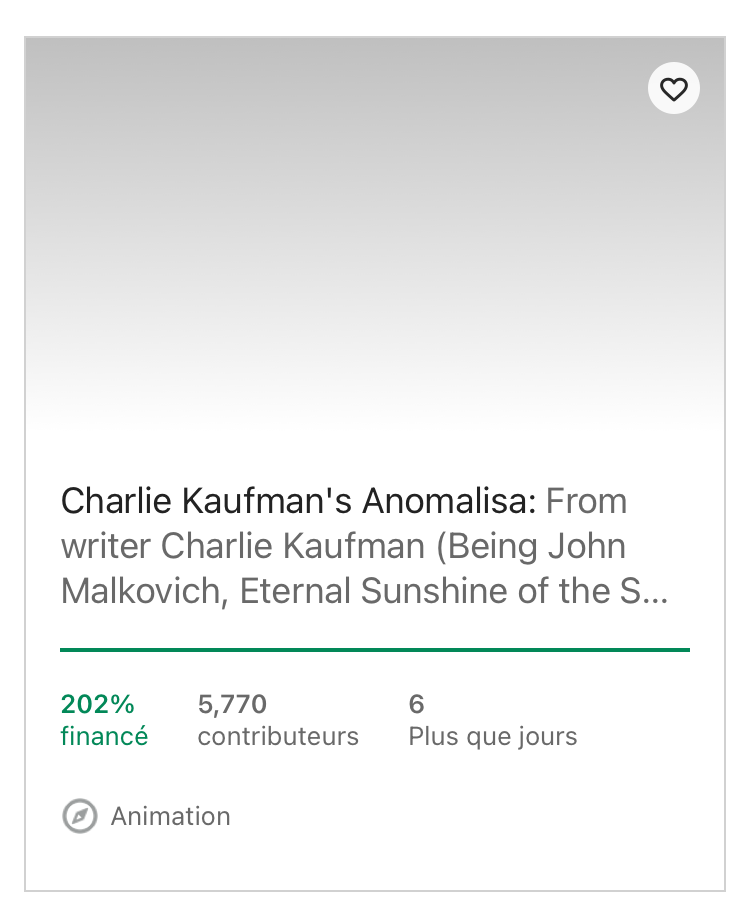 Charlie Kaufman's Anomalisa: From
writer Charlie Kaufman (Being John
Malkovich, Eternal Sunshine of the S...
202%
financé
5,770
contributeurs
6
Plus que jours
Animation